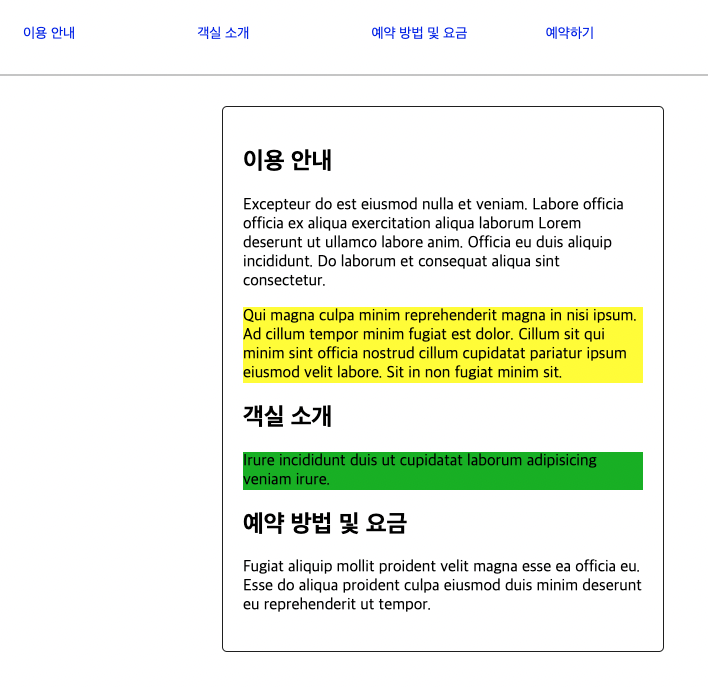 이용 안내
객실 소개
예약 방법 및 요금
예약하기
이용 안내
Excepteur do est eiusmod nulla et veniam. Labore officia
officia ex aliqua exercitation aliqua laborum Lorem
deserunt ut ullamco labore anim. Officia eu duis aliquip
incididunt. Do laborum et consequat aliqua sint
consectetur.
Qui magna culpa minim reprehenderit magna in nisi ipsum.
Ad cillum tempor minim fugiat est dolor. Cillum sit qui
minim sint officia nostrud cillum cupidatat pariatur ipsum
eiusmod velit labore. Sit in non fugiat minim sit.
객실 소개
Irure incididunt duis ut cupidatat laborum adipisicing
veniam irure.
예약 방법 및 요금
Fugiat aliquip mollit proident velit magna esse ea officia eu.
Esse do aliqua proident culpa eiusmod duis minim deserunt
eu reprehenderit ut tempor.